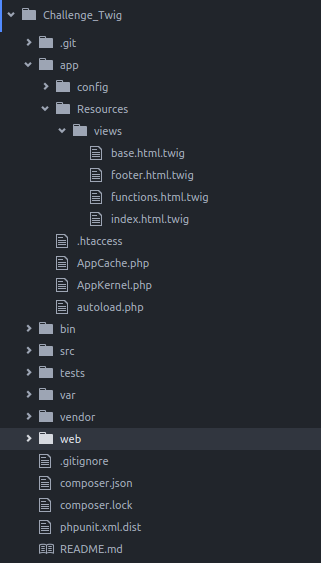 Challenge_Twig
.git
app
config
Resources
views
base.html.twig
footer.html.twig
functions.html.twig
index.html.twig
.htaccess
AppCache.php
AppKernel.php
autoload.php
bin
src
tests
var
vendor
web
.gitignore
composer.json
composer.lock
phpunit.xml.dist
README.md